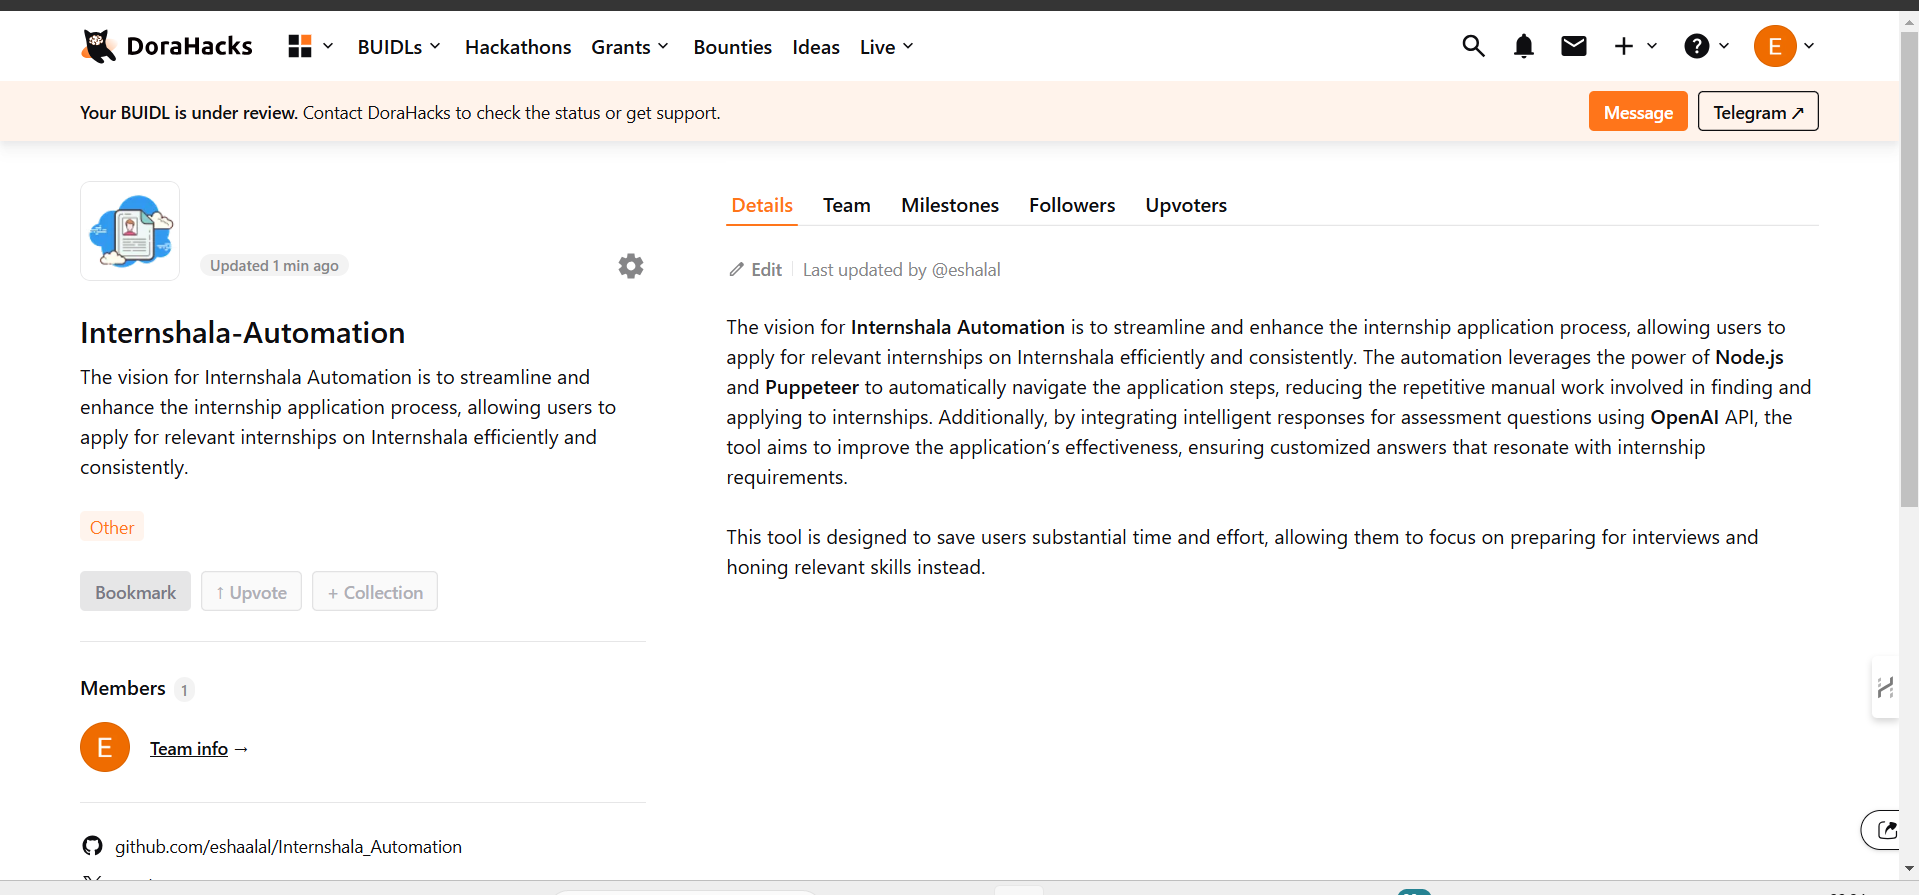 DoraHacks
BUIDLs
Hackathons
Grants
Bounties
Ideas
Live
E
Your BUIDL is under review. Contact DoraHacks to check the status or get support.
Message
Telegram ↗
Updated 1 min ago
Internshala-Automation
The vision for Internshala Automation is to streamline and
enhance the internship application process, allowing users to
apply for relevant internships on Internshala efficiently and
consistently.
Other
Bookmark
↑ Upvote
+ Collection
Members 1
E
Team info →
github.com/eshaalal/Internshala_Automation
Details
Team
Milestones
Followers
Upvoters
Edit
Last updated by @eshalal
The vision for Internshala Automation is to streamline and enhance the internship application process, allowing users to
apply for relevant internships on Internshala efficiently and consistently. The automation leverages the power of Node.js
and Puppeteer to automatically navigate the application steps, reducing the repetitive manual work involved in finding and
applying to internships. Additionally, by integrating intelligent responses for assessment questions using OpenAI API, the
tool aims to improve the application’s effectiveness, ensuring customized answers that resonate with internship
requirements.
This tool is designed to save users substantial time and effort, allowing them to focus on preparing for interviews and
honing relevant skills instead.